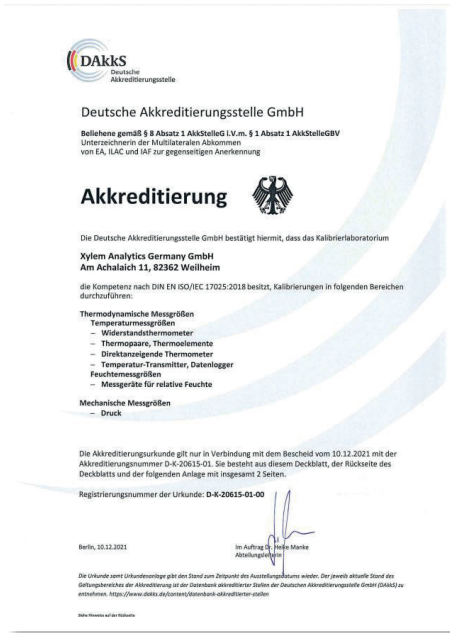 DAkkS
Deutsche
Akkreditierungsstelle
Deutsche Akkreditierungsstelle GmbH
Beliehene gemäß § 8 Absatz 1 AkkStelleG i.V.m. § 1 Absatz 1 AkkStelleGBV
Unterzeichnerin der Multilateralen Abkommen
von EA, ILAC und IAF zur gegenseitigen Anerkennung
Akkreditierung
Die Deutsche Akkreditierungsstelle GmbH bestätigt hiermit, dass das Kalibrierlaboratorium
Xylem Analytics Germany GmbH
Am Achalaich 11, 82362 Weilheim
die Kompetenz nach DIN EN ISO/IEC 17025:2018 besitzt, Kalibrierungen in folgenden Bereichen
durchzuführen:
Thermodynamische Messgrößen
Temperaturmessgrößen
– Widerstandsthermometer
– Thermopaare, Thermoelemente
– Direktanzeigende Thermometer
– Temperatur-Transmitter, Datenlogger
Feuchtemessgrößen
– Messgeräte für relative Feuchte
Mechanische Messgrößen
– Druck
Die Akkreditierungsurkunde gilt nur in Verbindung mit dem Bescheid vom 10.12.2021 mit der
Akkreditierungsnummer D-K-20615-01. Sie besteht aus diesem Deckblatt, der Rückseite des
Deckblatts und der folgenden Anlage mit insgesamt 2 Seiten.
Registrierungsnummer der Urkunde: D-K-20615-01-00
Berlin, 10.12.2021
Im Auftrag Dr. Heike Manke
Abteilungsleiterin
Die Urkunde samt Urkundenanlage gibt den Stand zum Zeitpunkt des Ausstellungsdatums wieder. Der jeweils aktuelle Stand des
Geltungsbereiches der Akkreditierung ist der Datenbank akkreditierter Stellen der Deutschen Akkreditierungsstelle GmbH (DAkkS) zu
entnehmen. https://www.dakks.de/content/datenbank-akkreditierter-stellen
Siehe Hinweise auf der Rückseite